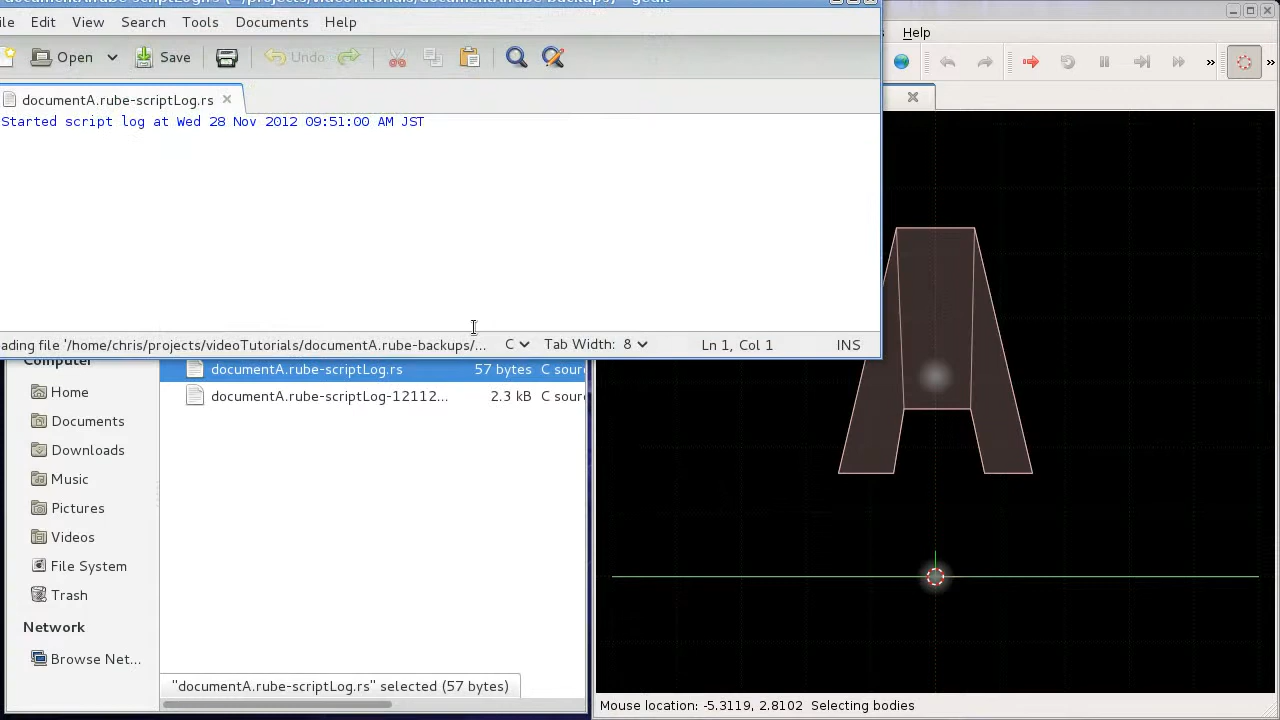 File Edit View Search Tools Documents Help
Open Save Undo
documentA.rube-scriptLog.rs
Started script log at Wed 28 Nov 2012 09:51:00 AM JST
ading file '/home/chris/projects/videoTutorials/documentA.rube-backups/... C Tab Width: 8 Ln 1, Col 1 INS
Computer
Home
Documents
Downloads
Music
Pictures
Videos
File System
Trash
Network
Browse Net...
documentA.rube-scriptLog.rs 57 bytes C sour
documentA.rube-scriptLog-12112... 2.3 kB C sour
"documentA.rube-scriptLog.rs" selected (57 bytes)
Help
»
»
Mouse location: -5.3119, 2.8102 Selecting bodies